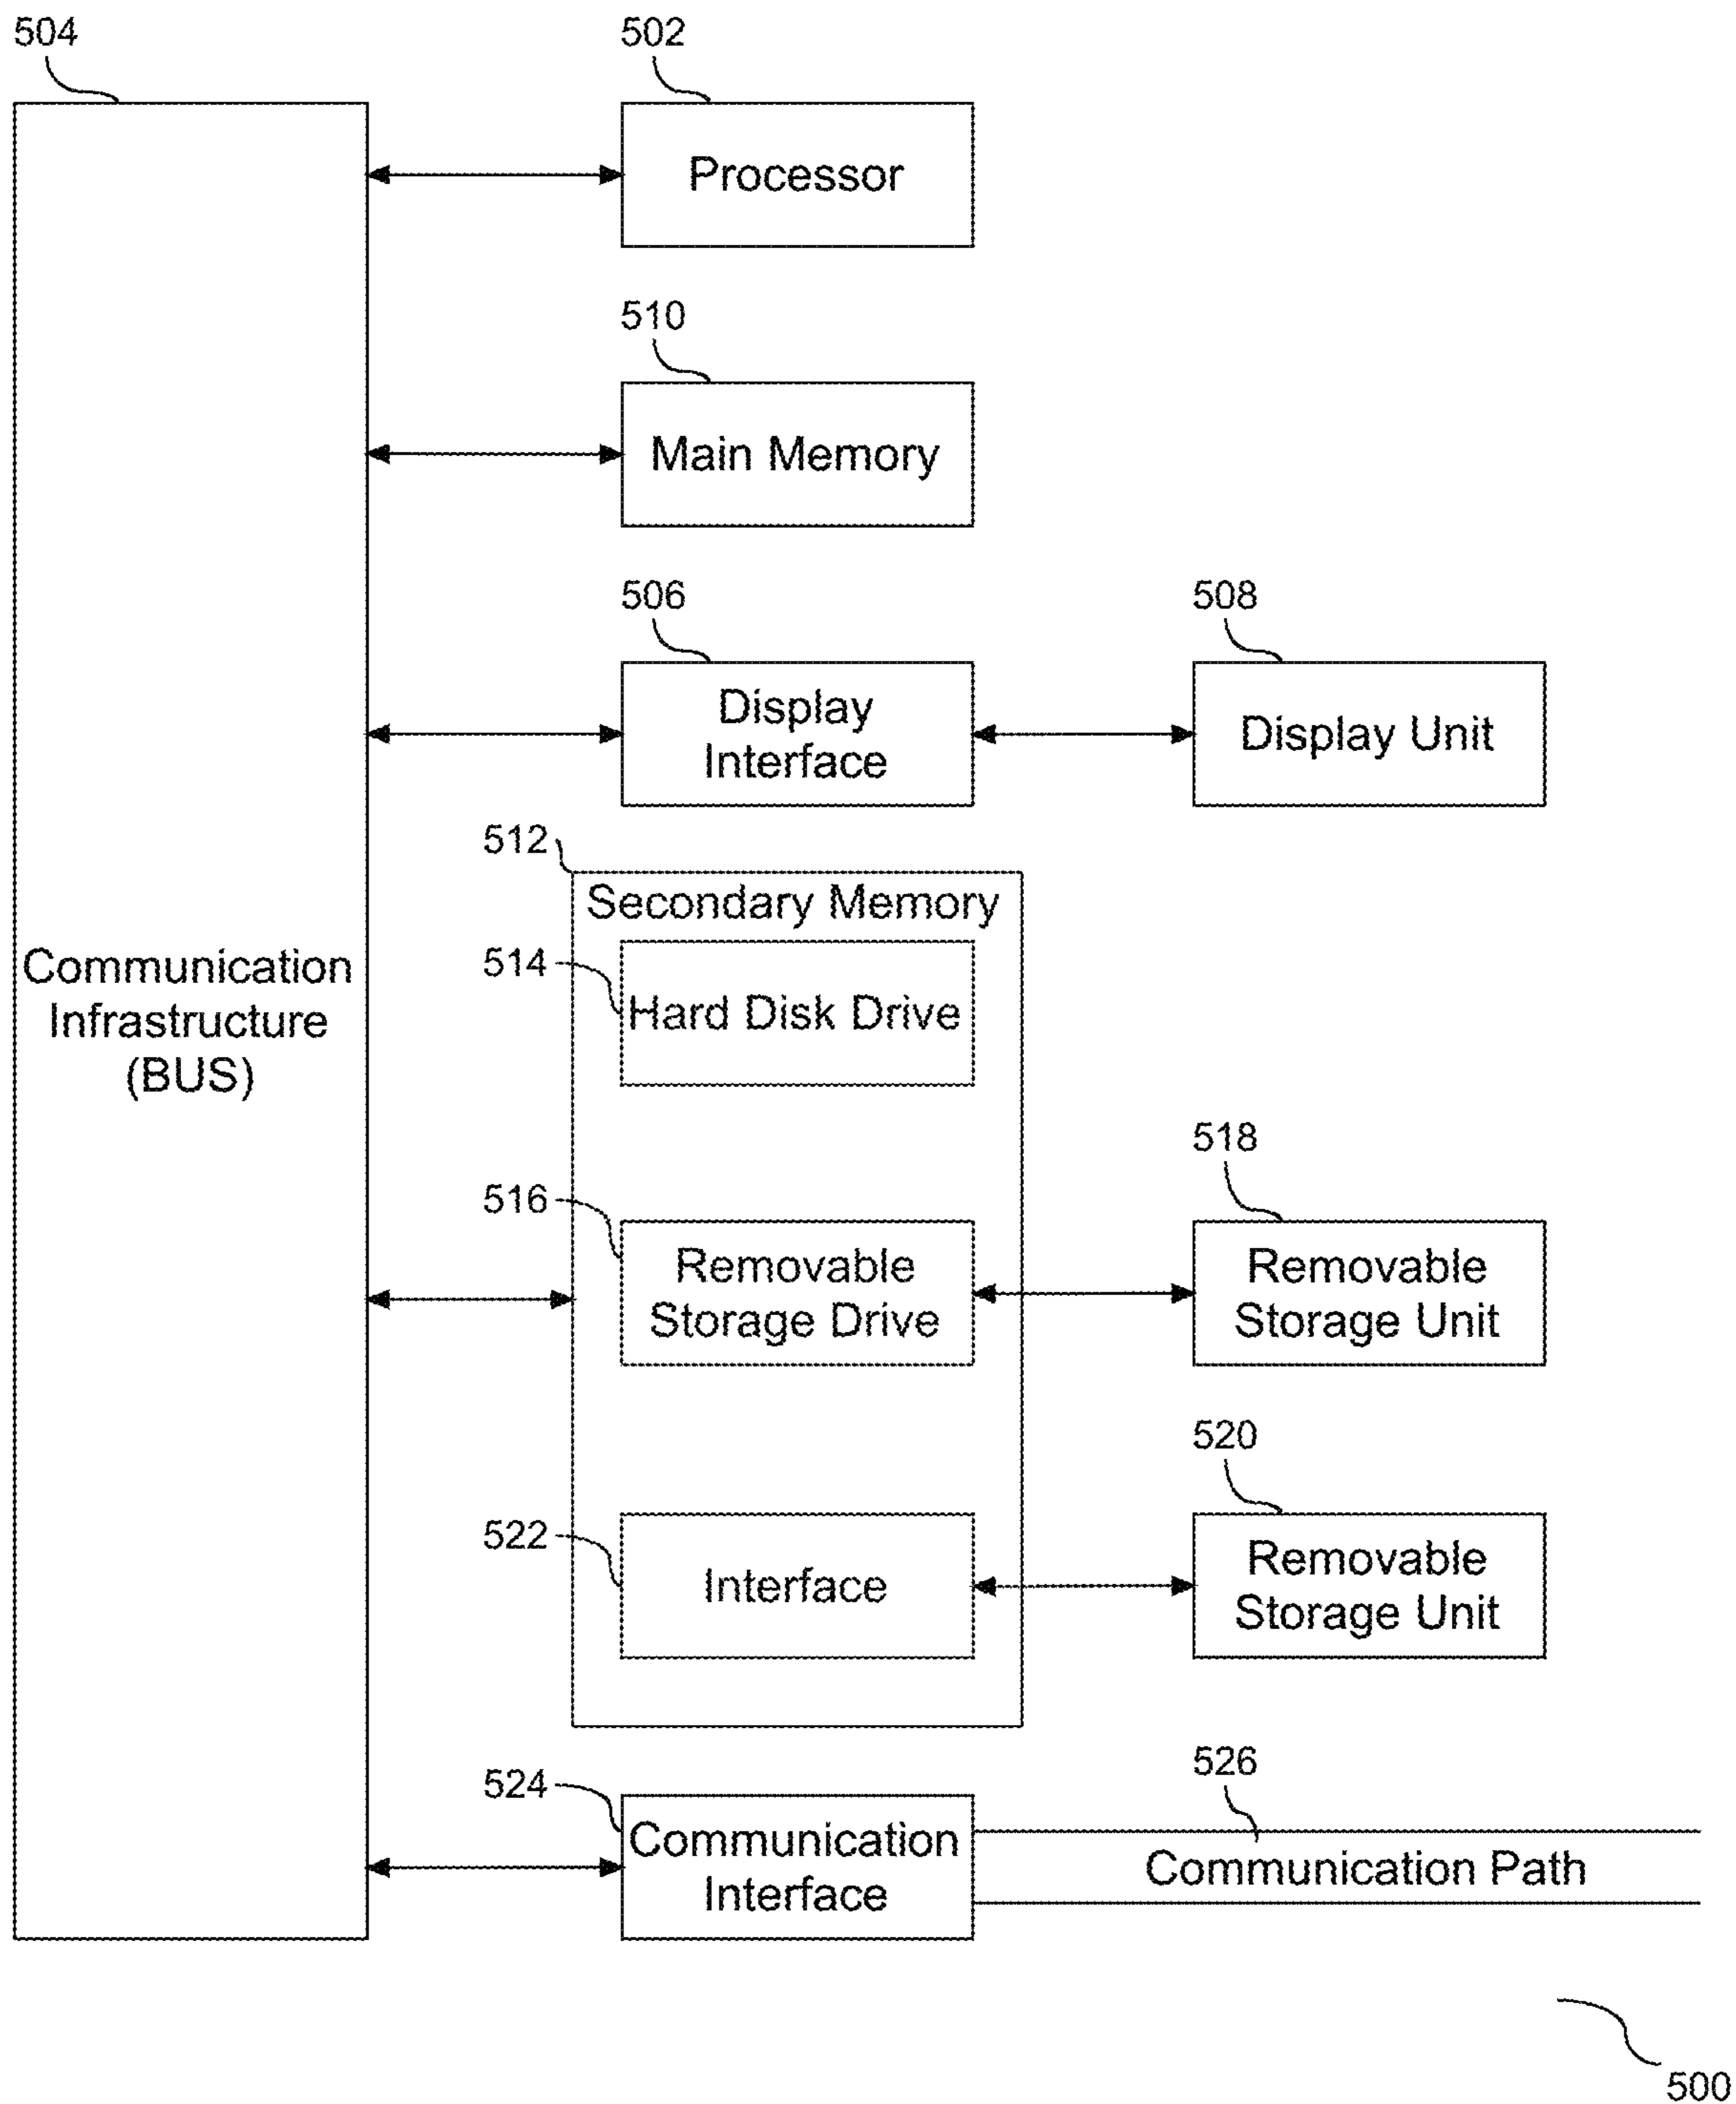 504
502
Processor
510
Main Memory
506
508
Display
Interface
Display Unit
512
Secondary Memory
514
Hard Disk Drive
Communication
Infrastructure
(BUS)
516
518
Removable
Storage Drive
Removable
Storage Unit
520
522
Interface
Removable
Storage Unit
524
526
Communication
Interface
Communication Path
500